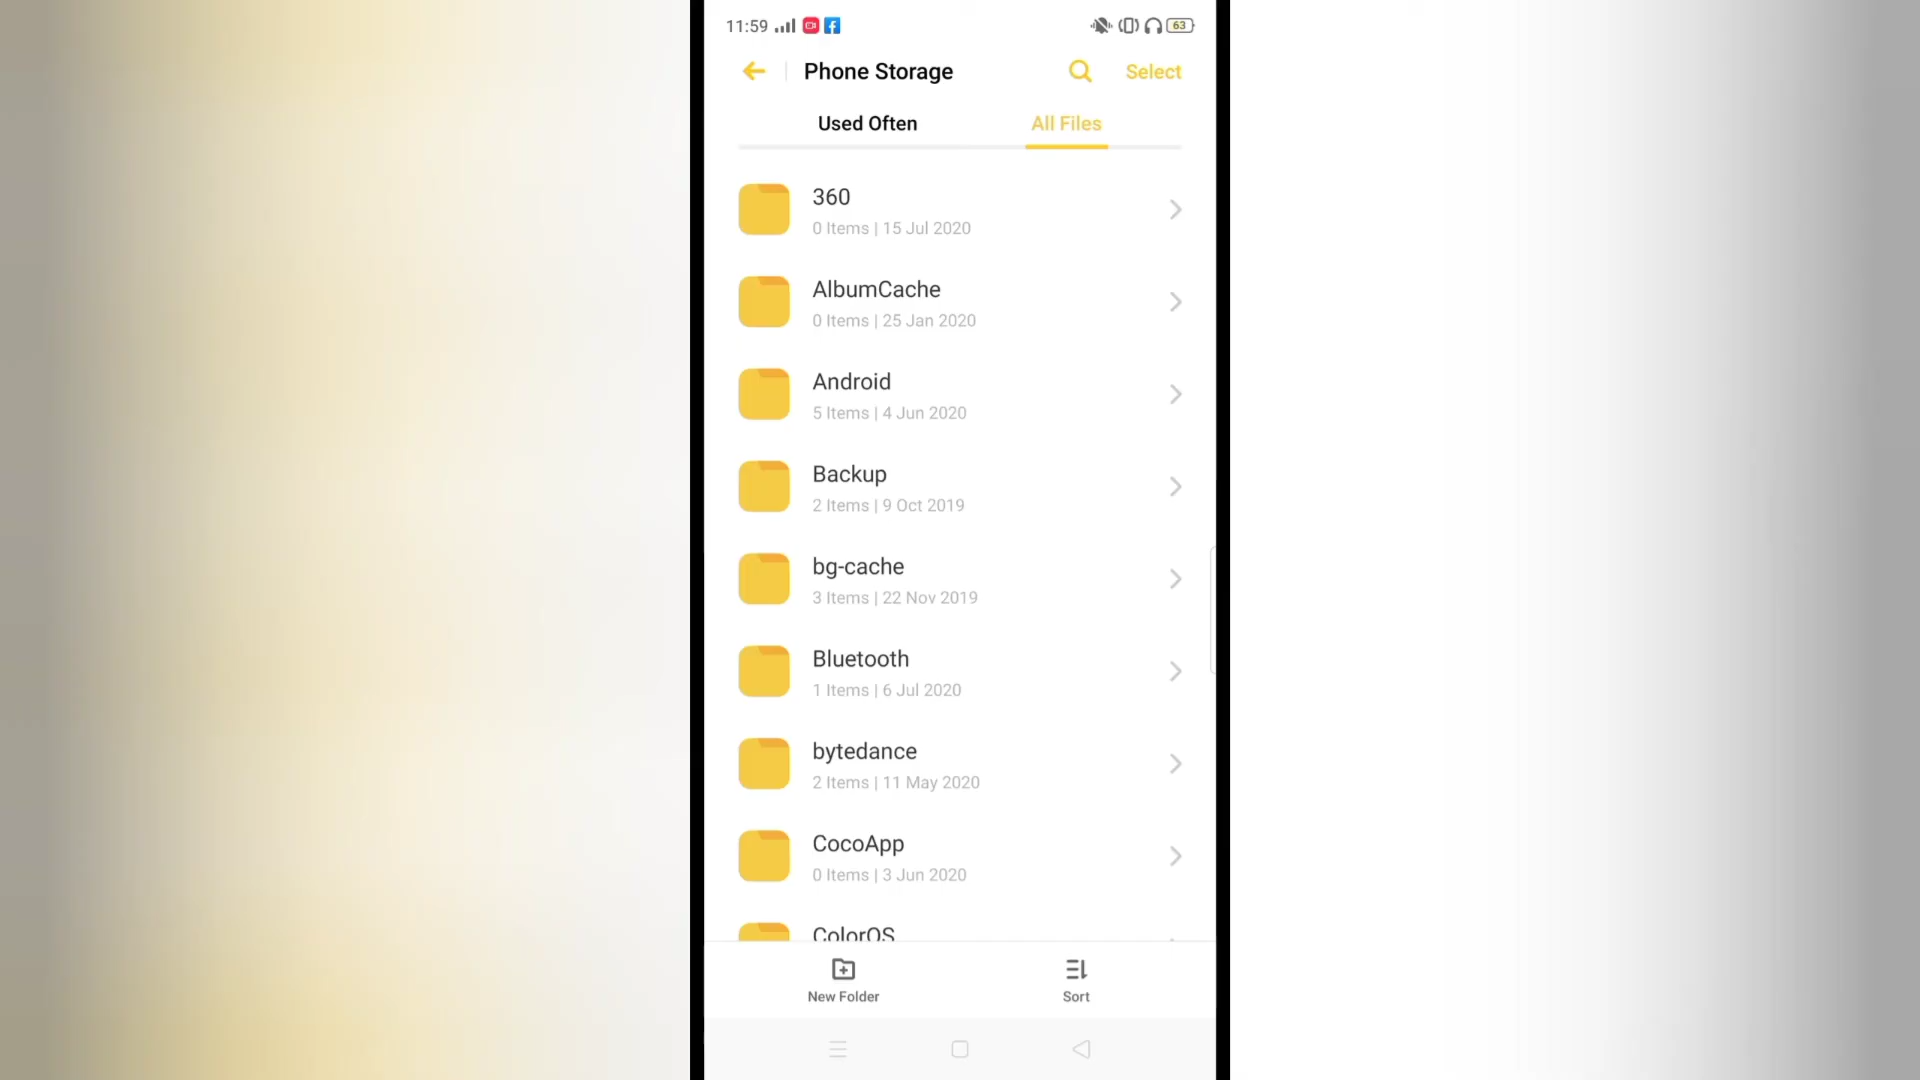 11:59
63
Phone Storage
Select
Used Often
All Files
360
0 Items | 15 Jul 2020
AlbumCache
0 Items | 25 Jan 2020
Android
5 Items | 4 Jun 2020
Backup
2 Items | 9 Oct 2019
bg-cache
3 Items | 22 Nov 2019
Bluetooth
1 Items | 6 Jul 2020
bytedance
2 Items | 11 May 2020
CocoApp
0 Items | 3 Jun 2020
ColorOS
New Folder
Sort